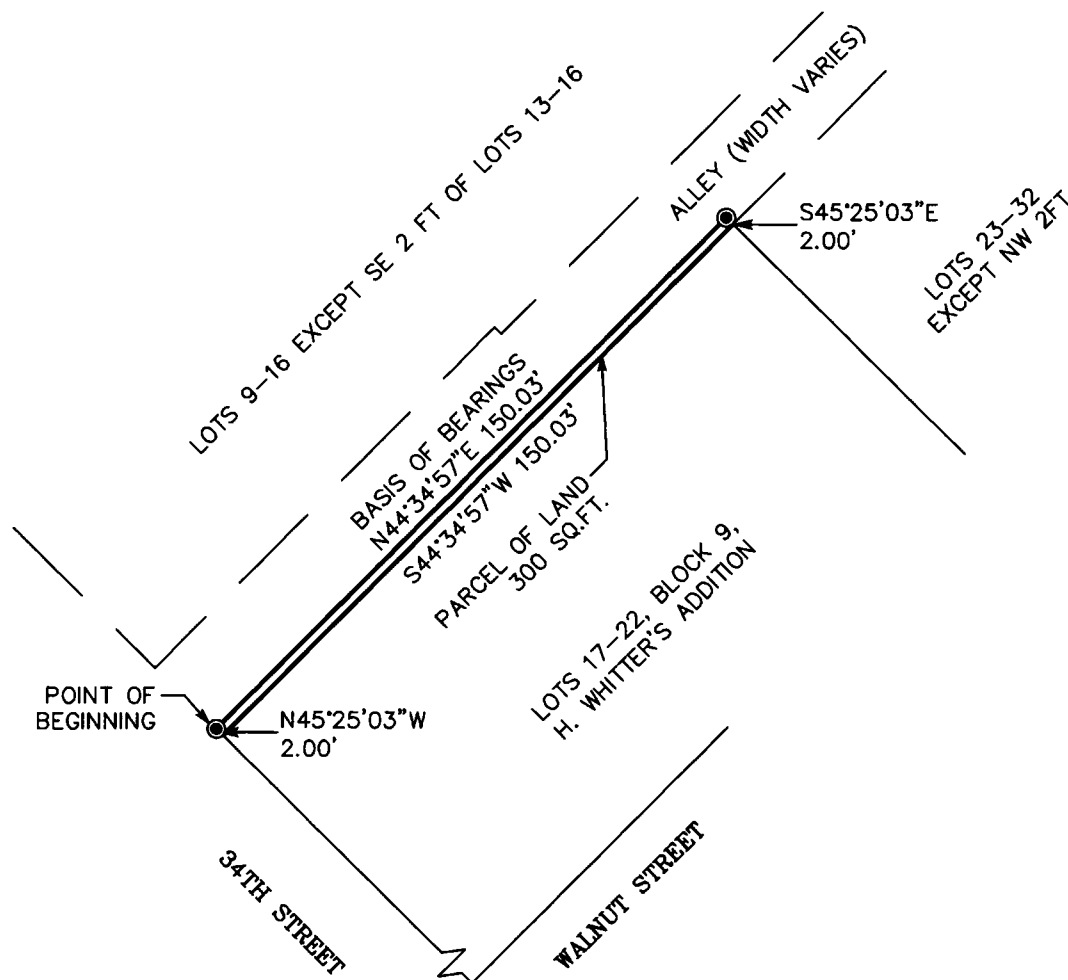 LOTS 9-16 EXCEPT SE 2 FT OF LOTS 13-16
ALLEY (WIDTH VARIES)
S45°25'03"E
2.00'
LOTS 23-32
EXCEPT NW 2FT
BASIS OF BEARINGS
N44°34'57"E 150.03'
S44°34'57"W 150.03'
PARCEL OF LAND
300 SQ.FT.
LOTS 17-22, BLOCK 9,
H. WHITTER'S ADDITION
POINT OF
BEGINNING
N45°25'03"W
2.00'
34TH STREET
WALNUT STREET